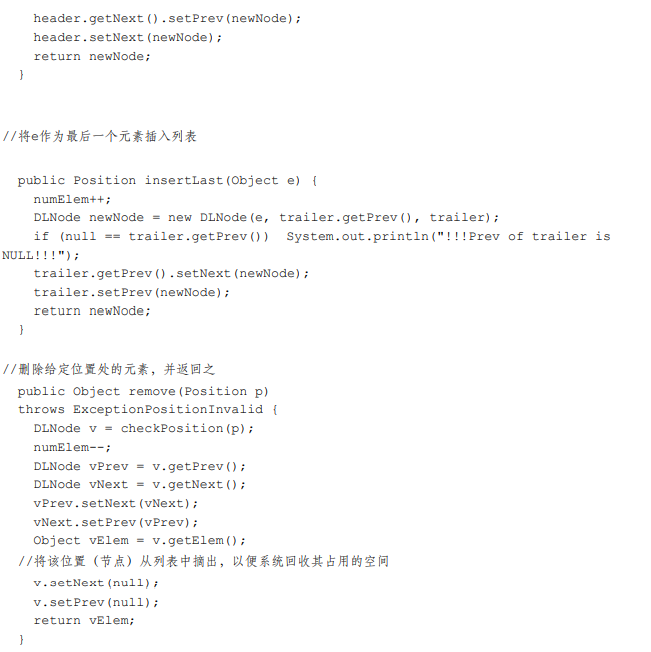 header.getNext().setPrev(newNode);
header.setNext(newNode);
return newNode;
}
//将e作为最后一个元素插入列表
public Position insertLast(Object e) {
numElem++;
DLNode newNode = new DLNode(e, trailer.getPrev(), trailer);
if (null == trailer.getPrev())  System.out.println("!!!Prev of trailer is
NULL!!!");
trailer.getPrev().setNext(newNode);
trailer.setPrev(newNode);
return newNode;
}
//删除给定位置处的元素，并返回之
public Object remove(Position p)
throws ExceptionPositionInvalid {
DLNode v = checkPosition(p);
numElem--;
DLNode vPrev = v.getPrev();
DLNode vNext = v.getNext();
vPrev.setNext(vNext);
vNext.setPrev(vPrev);
Object vElem = v.getElem();
//将该位置（节点）从列表中摘出，以便系统回收其占用的空间
v.setNext(null);
v.setPrev(null);
return vElem;
}